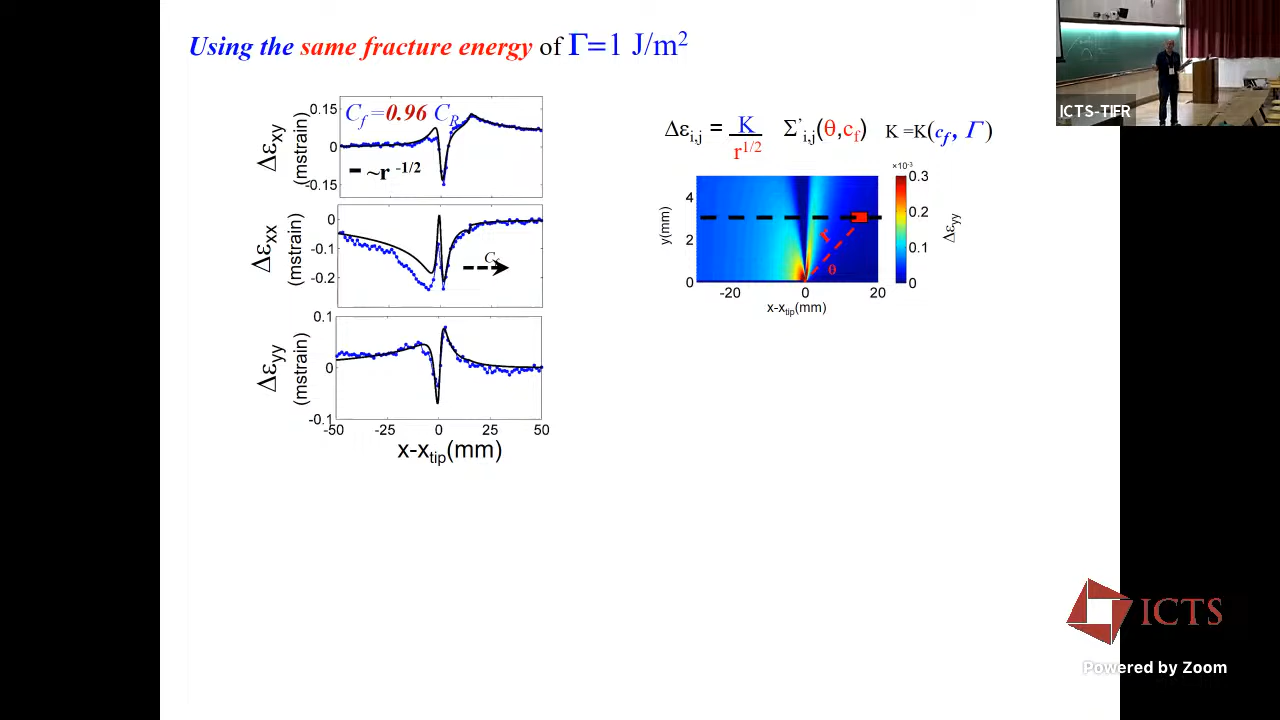 Using the same fracture energy of Γ=1 J/m²
Cf =0.96 CR
- ~r -1/2
Δεxy
(mstrain)
0.15
0
-0.15
Δεxx
(mstrain)
0
-0.1
-0.2
Δεyy
(mstrain)
0.1
0
-0.1
-50 -25 0 25 50
x-xtip(mm)
Δεi,j = K/r1/2 Σ'i,j(θ,cf) K =K(cf, Γ)
×10-3
0.3
0.2
0.1
0
Δεyy
y(mm)
4
2
0
r
θ
-20 0 20
x-xtip(mm)
ICTS-TIFR
ICTS
Powered by Zoom